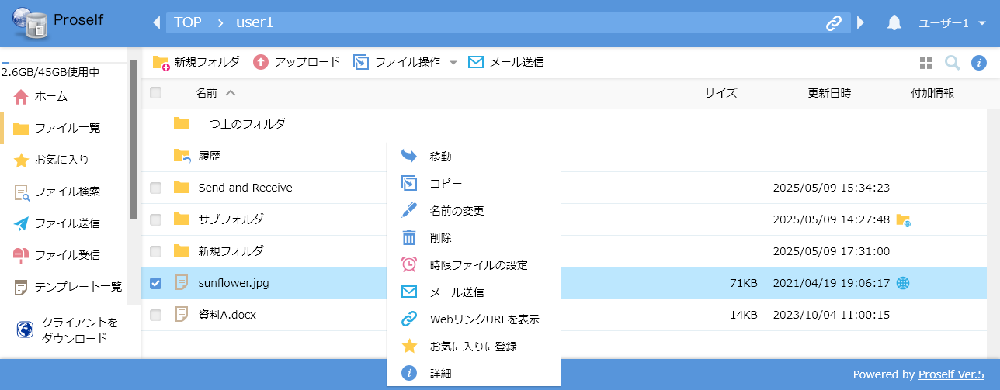 Proself
TOP > user1
ユーザー1
2.6GB/45GB使用中
ホーム
ファイル一覧
お気に入り
ファイル検索
ファイル送信
ファイル受信
テンプレート一覧
クライアントを
ダウンロード
新規フォルダ アップロード ファイル操作 メール送信
名前 サイズ 更新日時 付加情報
一つ上のフォルダ
履歴
Send and Receive 2025/05/09 15:34:23
サブフォルダ 2025/05/09 14:27:48
新規フォルダ 2025/05/09 17:31:00
sunflower.jpg 71KB 2021/04/19 19:06:17
資料A.docx 14KB 2023/10/04 11:00:15
移動
コピー
名前の変更
削除
時限ファイルの設定
メール送信
WebリンクURLを表示
お気に入りに登録
詳細
Powered by Proself Ver.5